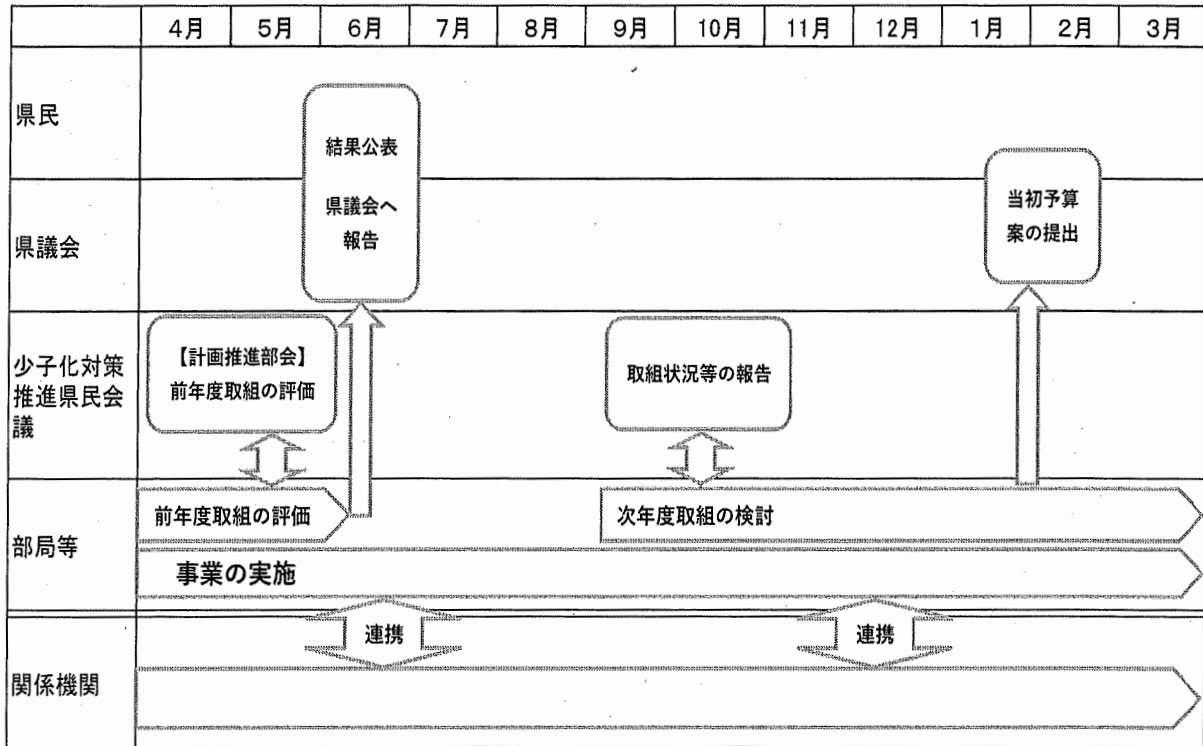 4月 5月 6月 7月 8月 9月 10月 11月 12月 1月 2月 3月
県民
結果公表
県議会へ
報告
県議会
当初予算
案の提出
少子化対策
推進県民会
議
【計画推進部会】
前年度取組の評価
取組状況等の報告
部局等
前年度取組の評価
次年度取組の検討
事業の実施
連携
連携
関係機関